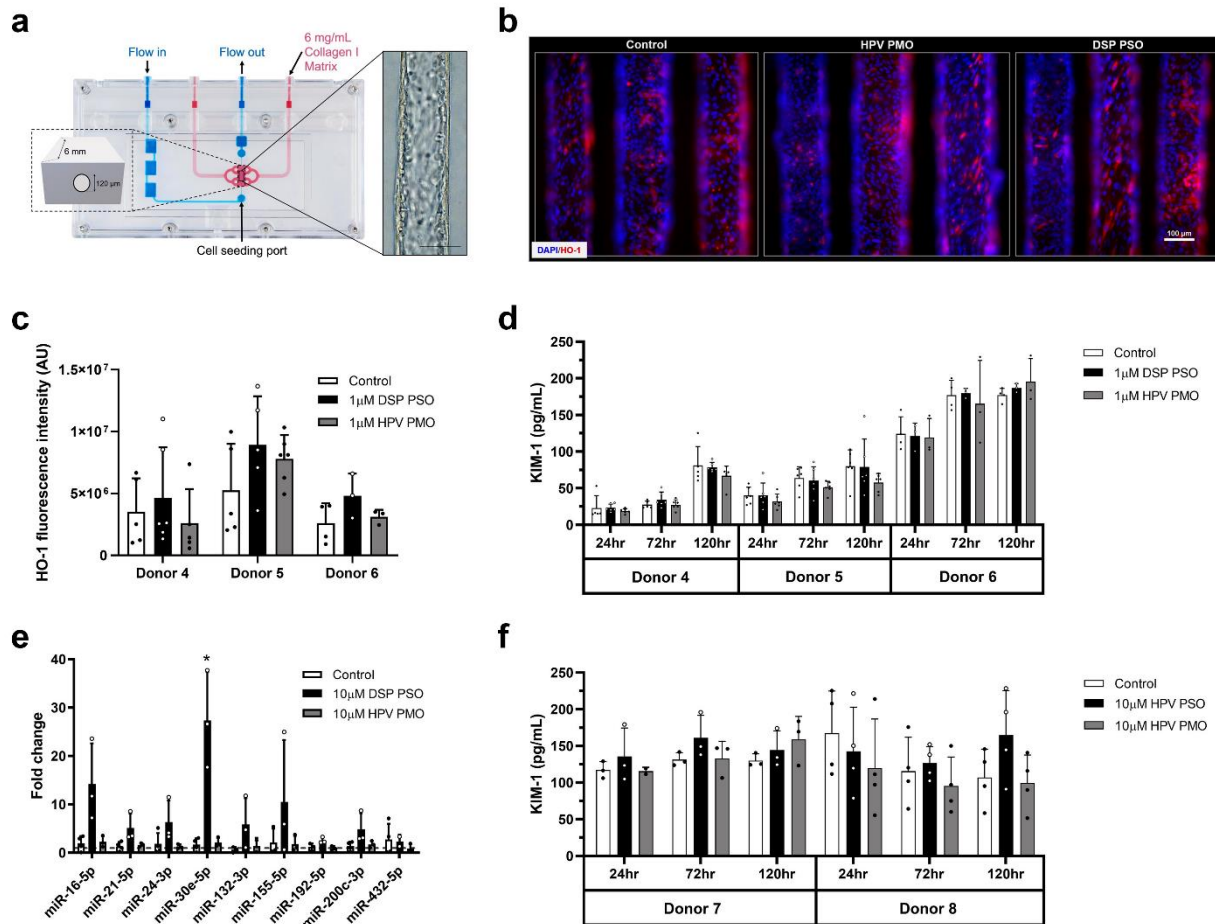 a
Flow in
Flow out
6 mg/mL
Collagen I
Matrix
6 mm
120 µm
Cell seeding port
b
Control
HPV PMO
DSP PSO
DAPI/HO-1
100 µm
c
HO-1 fluorescence intensity (AU)
1.5×10⁷
1×10⁷
5×10⁶
0
Control
1µM DSP PSO
1µM HPV PMO
Donor 4
Donor 5
Donor 6
d
KIM-1 (pg/mL)
250
200
150
100
50
0
Control
1µM DSP PSO
1µM HPV PMO
24hr 72hr 120hr 24hr 72hr 120hr 24hr 72hr 120hr
Donor 4 Donor 5 Donor 6
e
Fold change
40
30
20
10
0
*
Control
10µM DSP PSO
10µM HPV PMO
miR-16-5p
miR-21-5p
miR-24-3p
miR-30e-5p
miR-132-3p
miR-155-5p
miR-192-5p
miR-200c-3p
miR-432-5p
f
KIM-1 (pg/mL)
250
200
150
100
50
0
Control
10µM HPV PSO
10µM HPV PMO
24hr 72hr 120hr 24hr 72hr 120hr
Donor 7 Donor 8